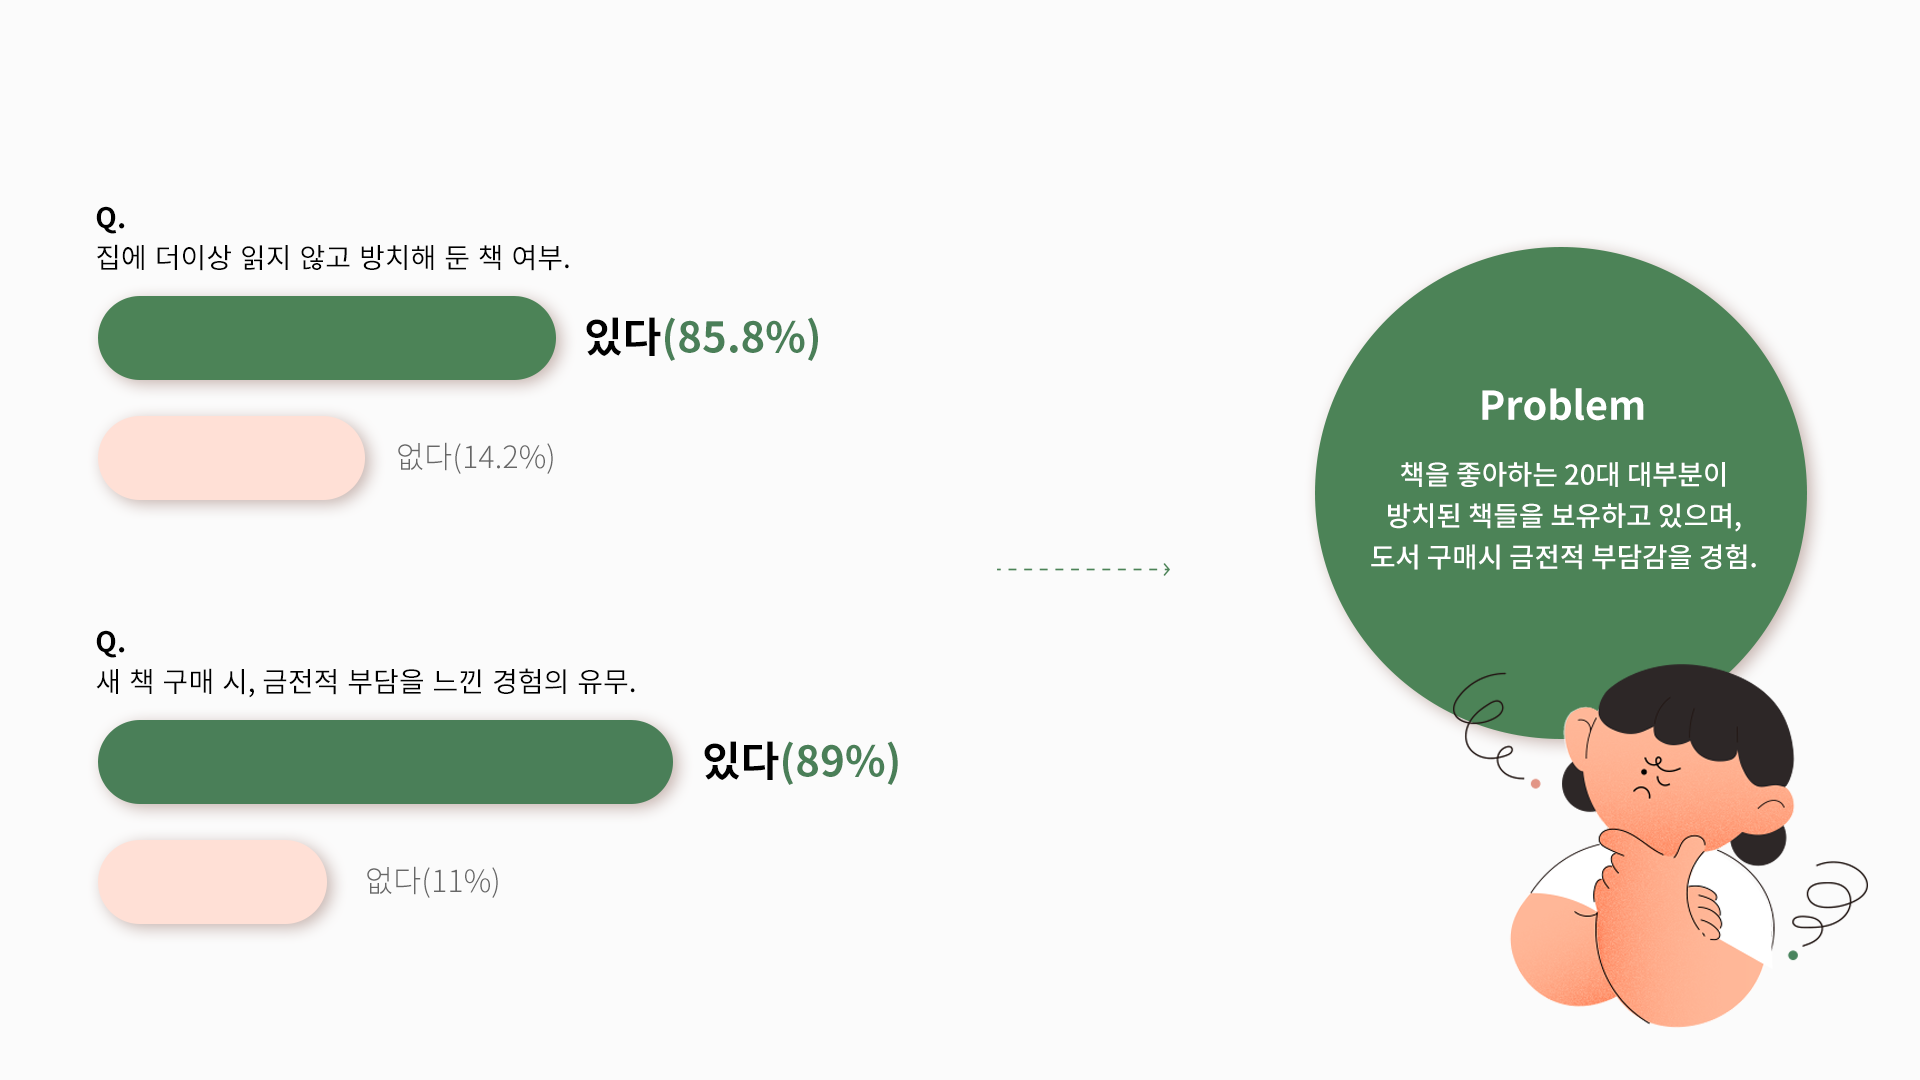 Q.
집에 더이상 읽지 않고 방치해 둔 책 여부.
있다(85.8%)
없다(14.2%)
Q.
새 책 구매 시, 금전적 부담을 느낀 경험의 유무.
있다(89%)
없다(11%)
Problem
책을 좋아하는 20대 대부분이
방치된 책들을 보유하고 있으며,
도서 구매시 금전적 부담감을 경험.